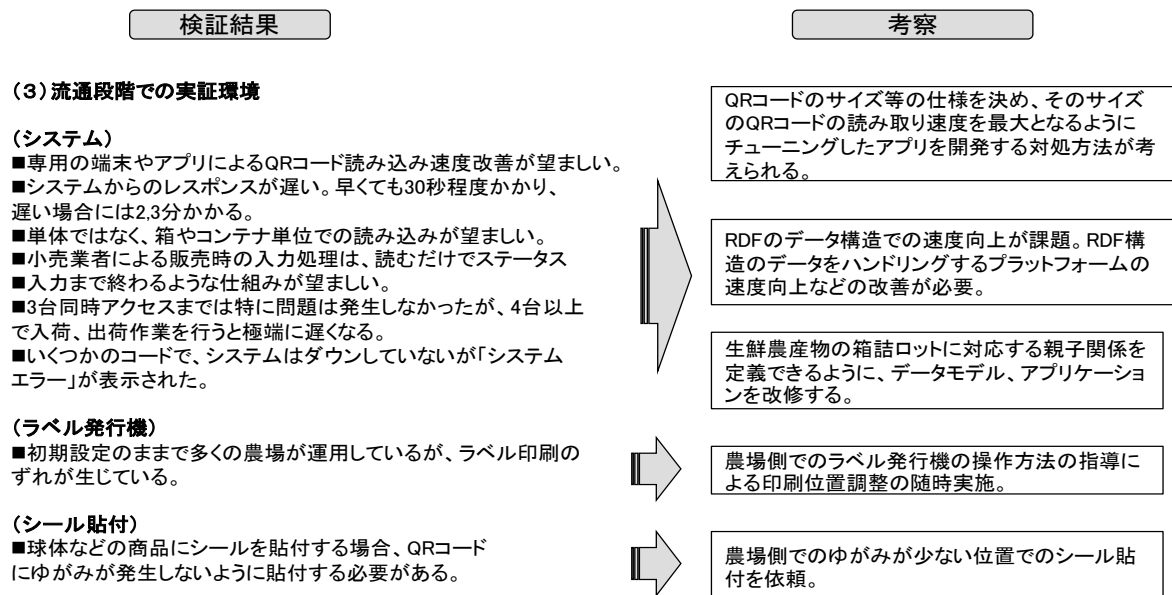 検証結果
考察
（３）流通段階での実証環境
（システム）
■専用の端末やアプリによるQRコード読み込み速度改善が望ましい。
■システムからのレスポンスが遅い。早くても30秒程度かかり、
遅い場合には2,3分かかる。
■単体ではなく、箱やコンテナ単位での読み込みが望ましい。
■小売業者による販売時の入力処理は、読むだけでステータス
■入力まで終わるような仕組みが望ましい。
■3台同時アクセスまでは特に問題は発生しなかったが、4台以上
で入荷、出荷作業を行うと極端に遅くなる。
■いくつかのコードで、システムはダウンしていないが「システム
エラー」が表示された。
（ラベル発行機）
■初期設定のままで多くの農場が運用しているが、ラベル印刷の
ずれが生じている。
（シール貼付）
■球体などの商品にシールを貼付する場合、QRコード
にゆがみが発生しないように貼付する必要がある。
QRコードのサイズ等の仕様を決め、そのサイズ
のQRコードの読み取り速度を最大となるように
チューニングしたアプリを開発する対処方法が考
えられる。
RDFのデータ構造での速度向上が課題。RDF構
造のデータをハンドリングするプラットフォームの
速度向上などの改善が必要。
生鮮農産物の箱詰ロットに対応する親子関係を
定義できるように、データモデル、アプリケーショ
ンを改修する。
農場側でのラベル発行機の操作方法の指導に
よる印刷位置調整の随時実施。
農場側でのゆがみが少ない位置でのシール貼
付を依頼。